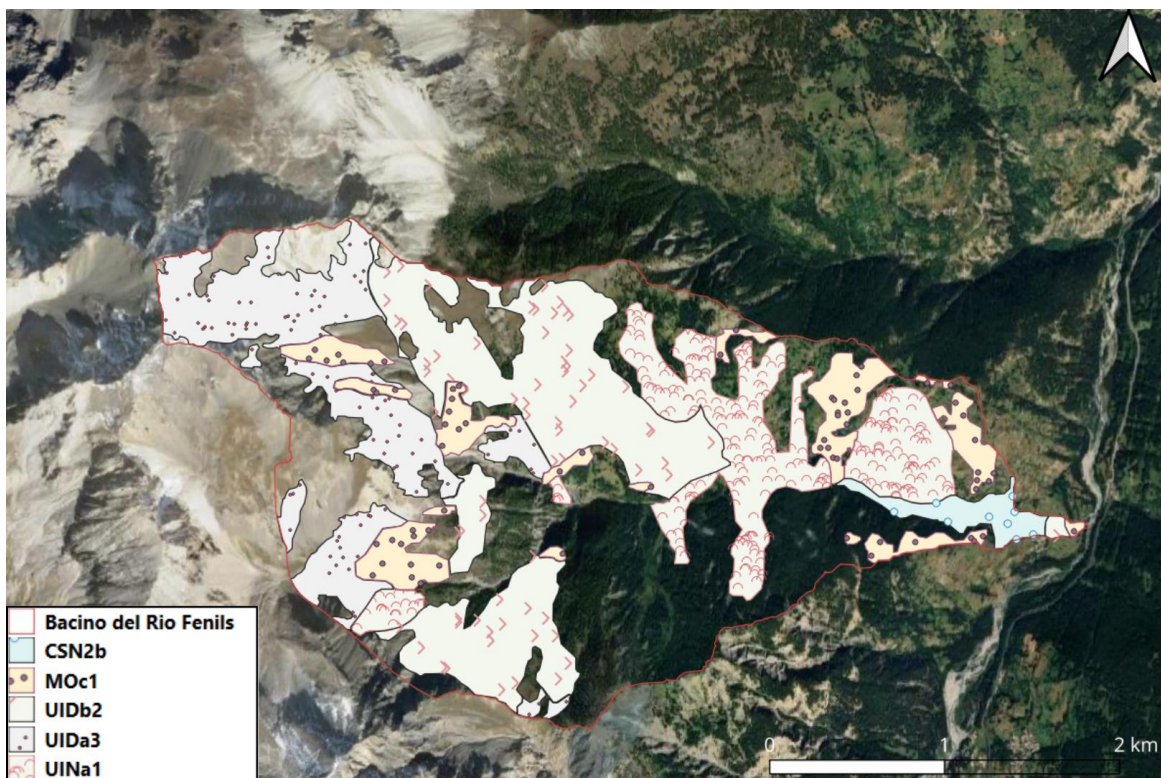 Bacino del Rio Fenils
CSN2b
MOc1
UIDb2
UIDa3
UINa1
0 1 2 km